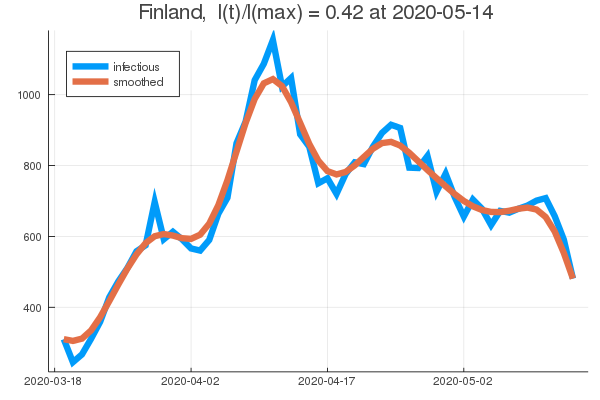 Finland,  I(t)/I(max) = 0.42 at 2020-05-14
infectious
smoothed
1000
800
600
400
2020-03-18 2020-04-02 2020-04-17 2020-05-02